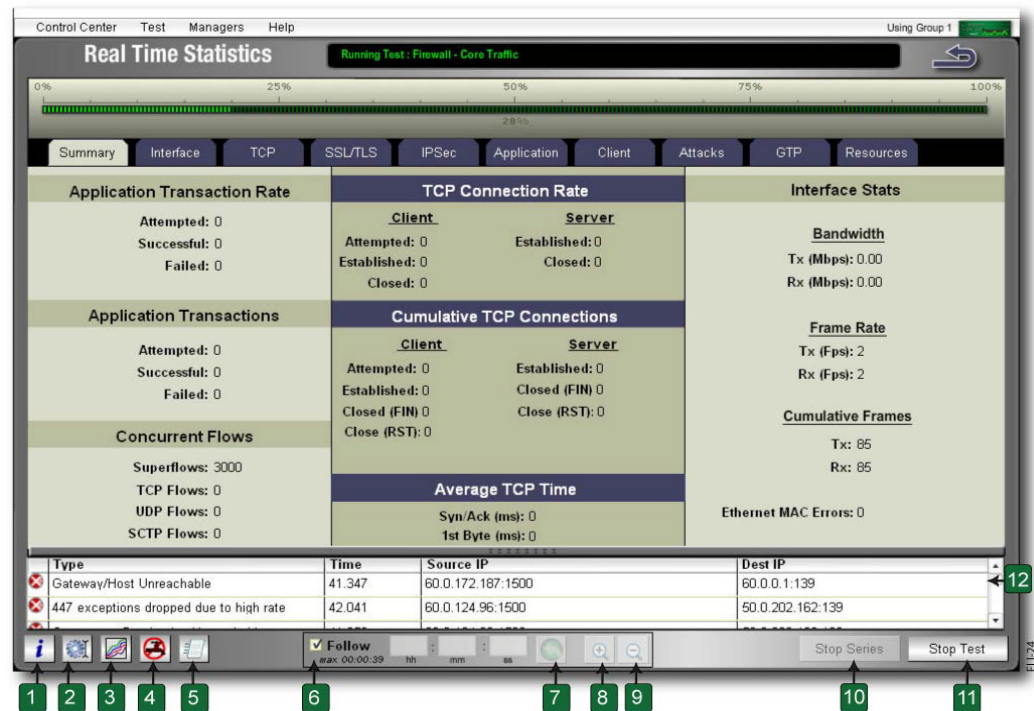 Control Center Test Managers Help Using Group 1
Real Time Statistics
Running Test : Firewall - Core Traffic
0% 25% 50% 75% 100%
20%
Summary Interface TCP SSL/TLS IPSec Application Client Attacks GTP Resources
Application Transaction Rate
Attempted: 0
Successful: 0
Failed: 0
Application Transactions
Attempted: 0
Successful: 0
Failed: 0
Concurrent Flows
Superflows: 3000
TCP Flows: 0
UDP Flows: 0
SCTP Flows: 0
TCP Connection Rate
Client Server
Attempted: 0 Established: 0
Established: 0 Closed: 0
Closed: 0
Cumulative TCP Connections
Client Server
Attempted: 0 Established: 0
Established: 0 Closed (FIN) 0
Closed (FIN) 0 Close (RST): 0
Close (RST): 0
Average TCP Time
Syn/Ack (ms): 0
1st Byte (ms): 0
Interface Stats
Bandwidth
Tx (Mbps): 0.00
Rx (Mbps): 0.00
Frame Rate
Tx (Fps): 2
Rx (Fps): 2
Cumulative Frames
Tx: 85
Rx: 85
Ethernet MAC Errors: 0
Type Time Source IP Dest IP
Gateway/Host Unreachable 41.347 60.0.172.187:1500 60.0.0.1:139
447 exceptions dropped due to high rate 42.041 60.0.124.96:1500 50.0.202.162:139
12
i
Follow : :
max 00:00:39 hh mm ss
Stop Series Stop Test
1 2 3 4 5 6 7 8 9 10 11